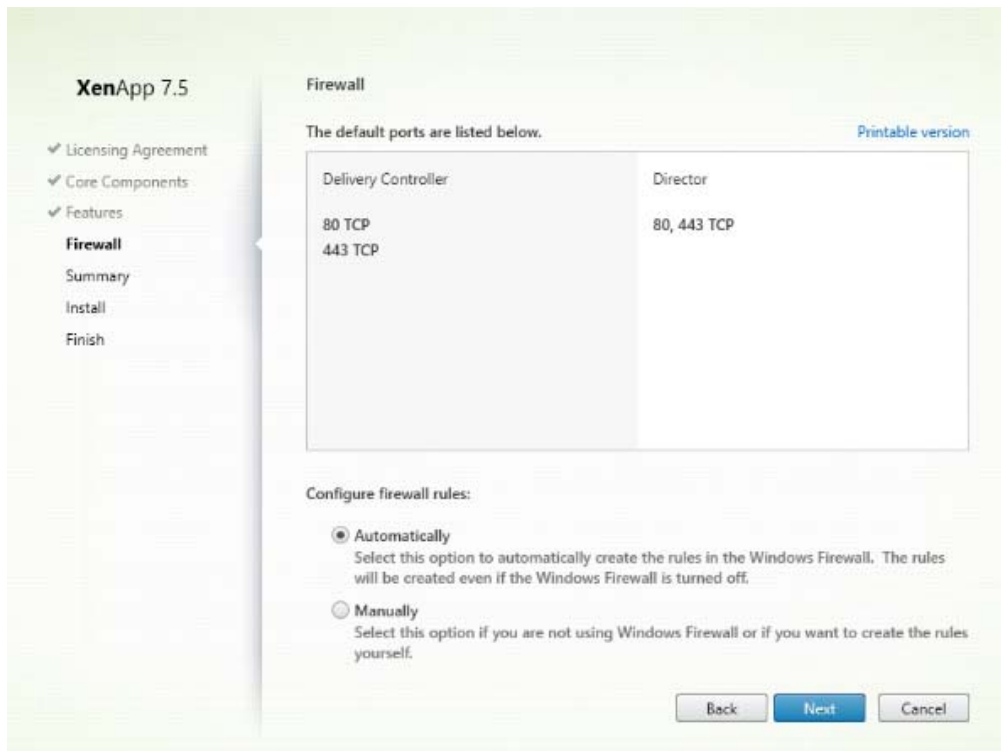 XenApp 7.5
Licensing Agreement
Core Components
Features
Firewall
Summary
Install
Finish
Firewall
The default ports are listed below.
Printable version
Delivery Controller
80 TCP
443 TCP
Director
80, 443 TCP
Configure firewall rules:
Automatically
Select this option to automatically create the rules in the Windows Firewall. The rules
will be created even if the Windows Firewall is turned off.
Manually
Select this option if you are not using Windows Firewall or if you want to create the rules
yourself.
Back
Next
Cancel